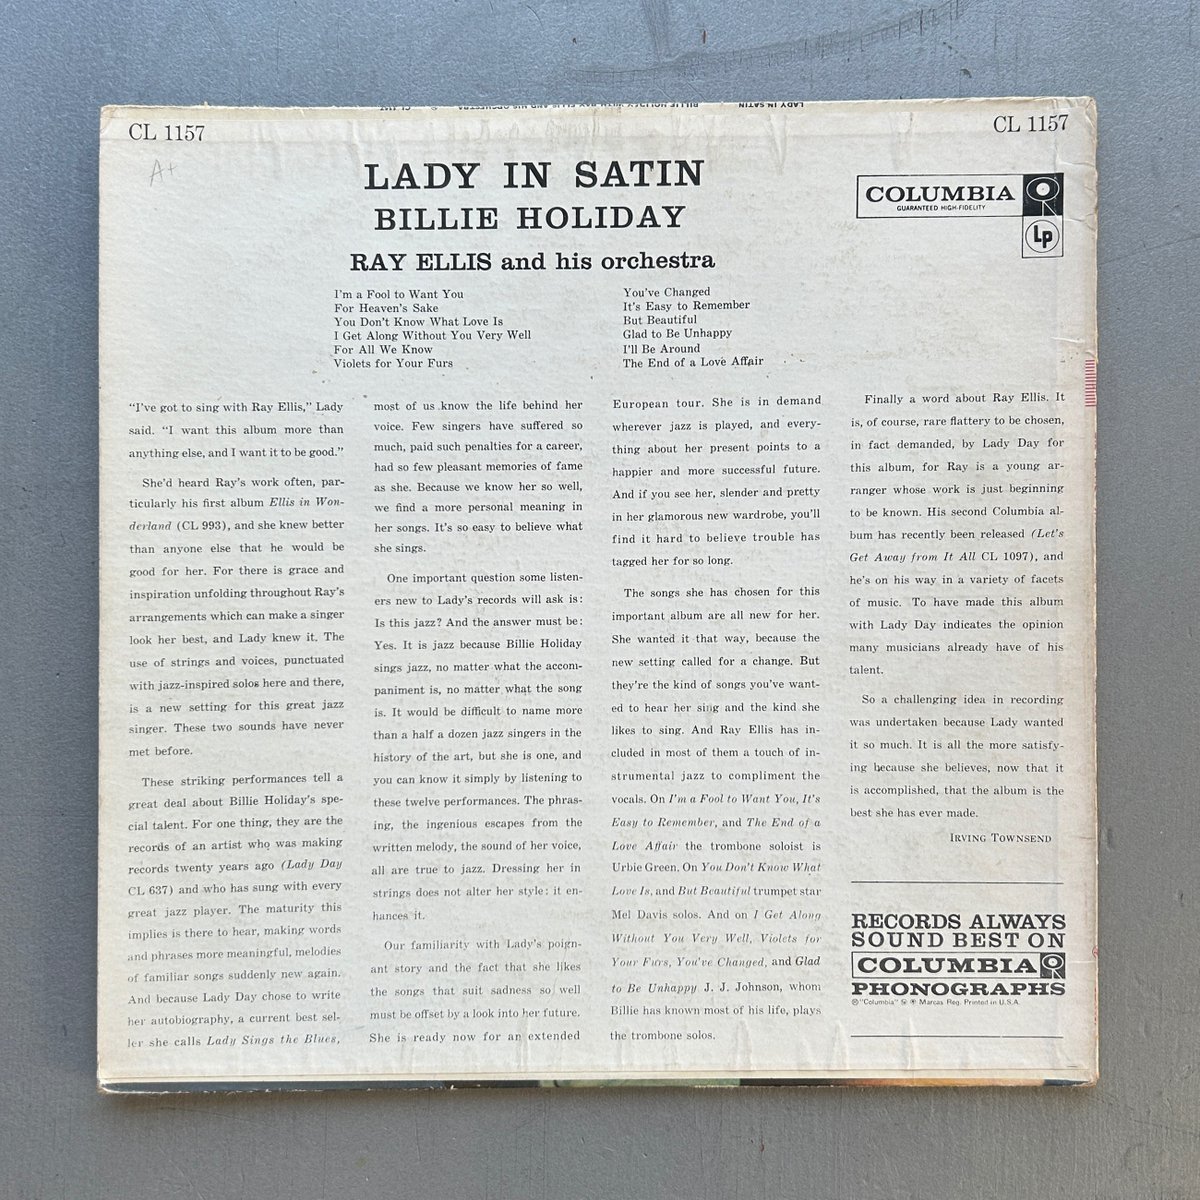 CL 1157
CL 1157
A+
LADY IN SATIN
BILLIE HOLIDAY
RAY ELLIS and his orchestra
COLUMBIA
GUARANTEED HIGH-FIDELITY
Lp
I'm a Fool to Want You
For Heaven's Sake
You Don't Know What Love Is
I Get Along Without You Very Well
For All We Know
Violets for Your Furs
You've Changed
It's Easy to Remember
But Beautiful
Glad to Be Unhappy
I'll Be Around
The End of a Love Affair
"I've got to sing with Ray Ellis," Lady
said. "I want this album more than
anything else, and I want it to be good."
She'd heard Ray's work often, par-
ticularly his first album Ellis in Won-
derland (CL 993), and she knew better
than anyone else that he would be
good for her. For there is grace and
inspiration unfolding throughout Ray's
arrangements which can make a singer
look her best, and Lady knew it. The
use of strings and voices, punctuated
with jazz-inspired solos here and there,
is a new setting for this great jazz
singer. These two sounds have never
met before.
These striking performances tell a
great deal about Billie Holiday's spe-
cial talent. For one thing, they are the
records of an artist who was making
records twenty years ago (Lady Day
CL 637) and who has sung with every
great jazz player. The maturity this
implies is there to hear, making words
and phrases more meaningful, melodies
of familiar songs suddenly new again.
And because Lady Day chose to write
her autobiography, a current best sel-
ler she calls Lady Sings the Blues,
most of us know the life behind her
voice. Few singers have suffered so
much, paid such penalties for a career,
had so few pleasant memories of fame
as she. Because we know her so well,
we find a more personal meaning in
her songs. It's so easy to believe what
she sings.
One important question some listen-
ers new to Lady's records will ask is:
Is this jazz? And the answer must be:
Yes. It is jazz because Billie Holiday
sings jazz, no matter what the accom-
paniment is, no matter what the song
is. It would be difficult to name more
than a half a dozen jazz singers in the
history of the art, but she is one, and
you can know it simply by listening to
these twelve performances. The phras-
ing, the ingenious escapes from the
written melody, the sound of her voice,
all are true to jazz. Dressing her in
strings does not alter her style: it en-
hances it.
Our familiarity with Lady's poign-
ant story and the fact that she likes
the songs that suit sadness so well
must be offset by a look into her future.
She is ready now for an extended
European tour. She is in demand
wherever jazz is played, and every-
thing about her present points to a
happier and more successful future.
And if you see her, slender and pretty
in her glamorous new wardrobe, you'll
find it hard to believe trouble has
tagged her for so long.
The songs she has chosen for this
important album are all new for her.
She wanted it that way, because the
new setting called for a change. But
they're the kind of songs you've want-
ed to hear her sing and the kind she
likes to sing. And Ray Ellis has in-
cluded in most of them a touch of in-
strumental jazz to compliment the
vocals. On I'm a Fool to Want You, It's
Easy to Remember, and The End of a
Love Affair the trombone soloist is
Urbie Green. On You Don't Know What
Love Is, and But Beautiful trumpet star
Mel Davis solos. And on I Get Along
Without You Very Well, Violets for
Your Furs, You've Changed, and Glad
to Be Unhappy J. J. Johnson, whom
Billie has known most of his life, plays
the trombone solos.
Finally a word about Ray Ellis. It
is, of course, rare flattery to be chosen,
in fact demanded, by Lady Day for
this album, for Ray is a young ar-
ranger whose work is just beginning
to be known. His second Columbia al-
bum has recently been released (Let's
Get Away from It All CL 1097), and
he's on his way in a variety of facets
of music. To have made this album
with Lady Day indicates the opinion
many musicians already have of his
talent.
So a challenging idea in recording
was undertaken because Lady wanted
it so much. It is all the more satisfy-
ing because she believes, now that it
is accomplished, that the album is the
best she has ever made.
IRVING TOWNSEND
RECORDS ALWAYS
SOUND BEST ON
COLUMBIA
PHONOGRAPHS
℗ "Columbia" Marcas Reg. Printed in U.S.A.